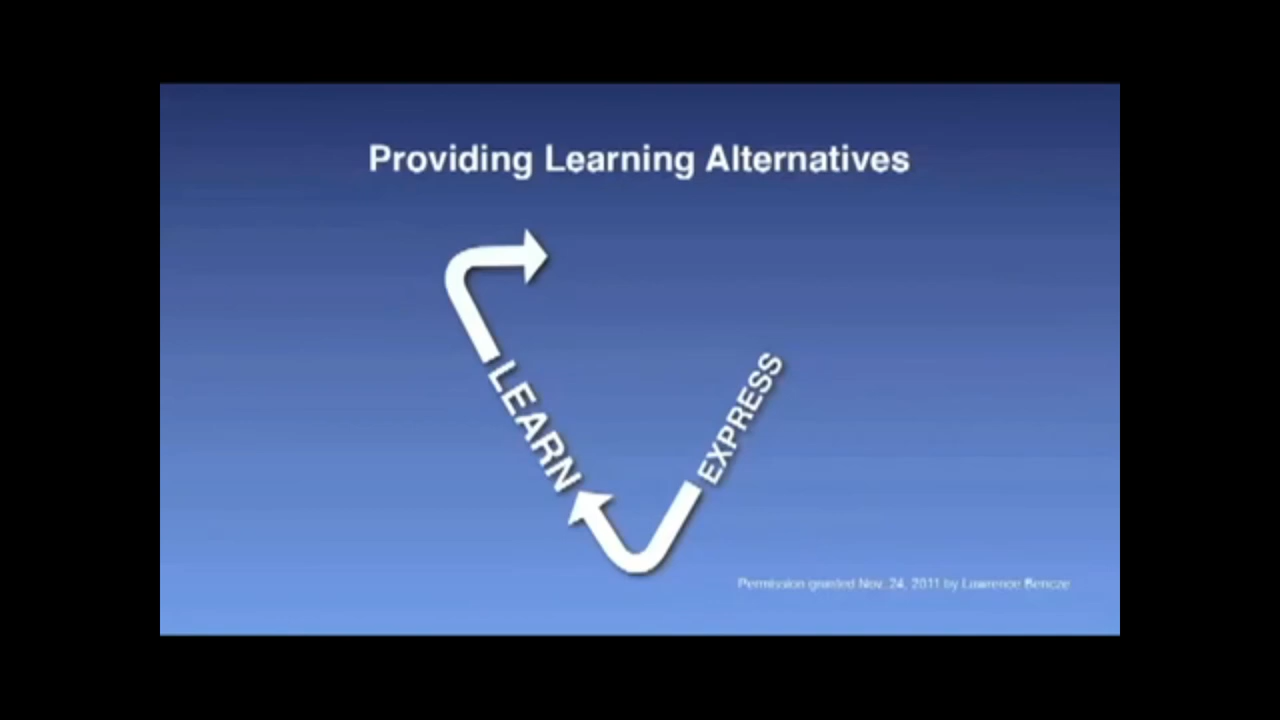 Providing Learning Alternatives
LEARN
EXPRESS
Permission granted Nov. 24, 2011 by Lawrence Bencze